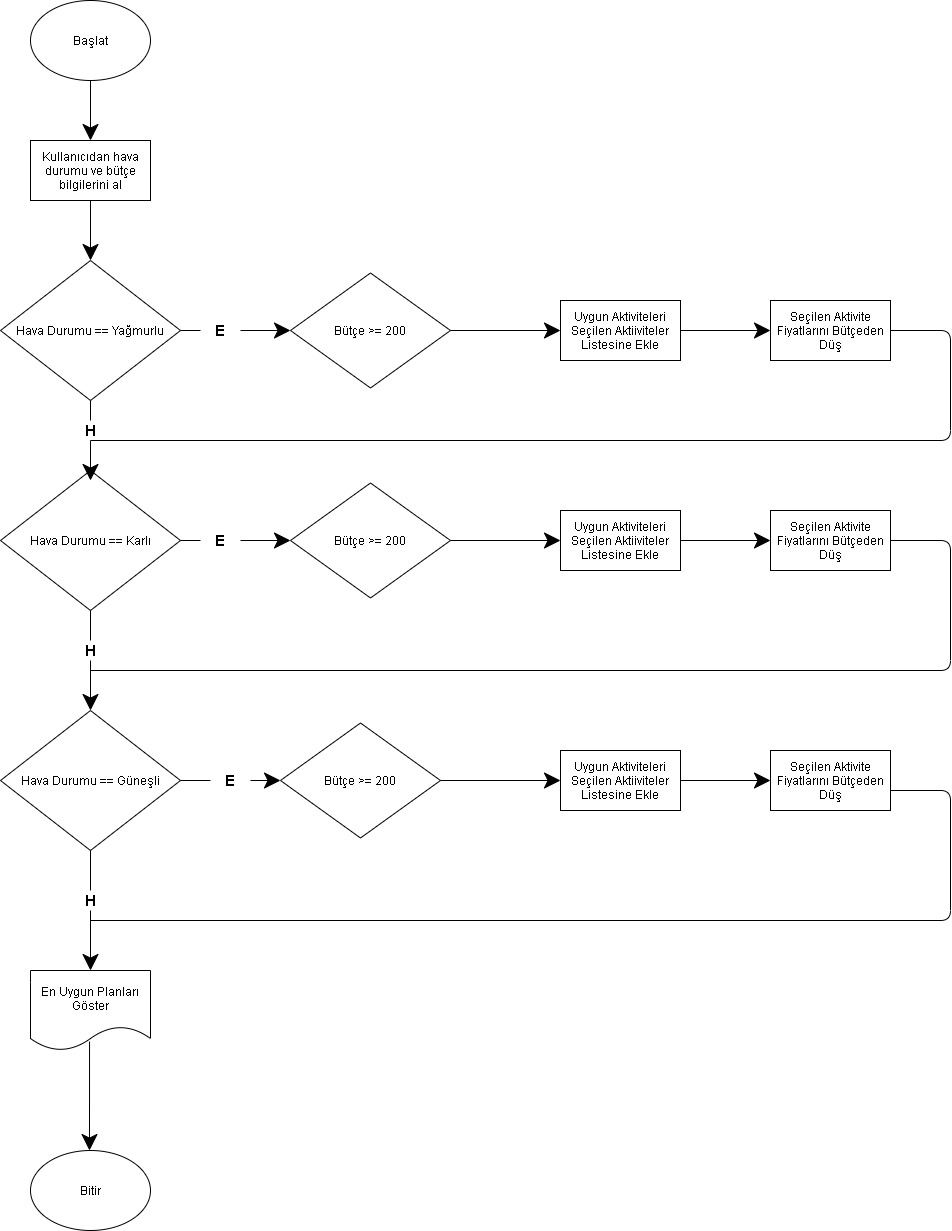 Başlat
Kullanıcıdan hava
durumu ve bütçe
bilgilerini al
Hava Durumu == Yağmurlu
E
Bütçe >= 200
Uygun Aktiviteleri
Seçilen Aktiiviteler
Listesine Ekle
Seçilen Aktivite
Fiyatlarını Bütçeden
Düş
H
Hava Durumu == Karlı
E
Bütçe >= 200
Uygun Aktiviteleri
Seçilen Aktiiviteler
Listesine Ekle
Seçilen Aktivite
Fiyatlarını Bütçeden
Düş
H
Hava Durumu == Güneşli
E
Bütçe >= 200
Uygun Aktiviteleri
Seçilen Aktiiviteler
Listesine Ekle
Seçilen Aktivite
Fiyatlarını Bütçeden
Düş
H
En Uygun Planları
Göster
Bitir